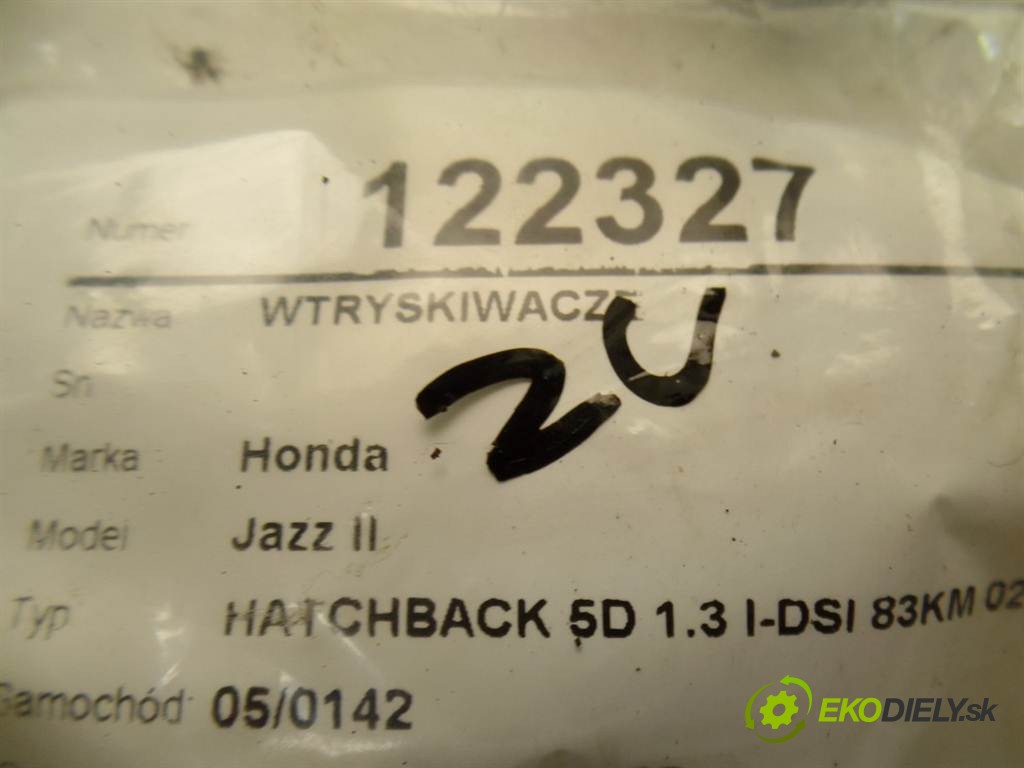 Numer 122327
Nazwa WTRYSKIWACZE
Sn
Marka Honda
Model Jazz II
Typ HATCHBACK 5D 1.3 I-DSI 83KM 02
Samochód 05/0142
EKODIELY.sk